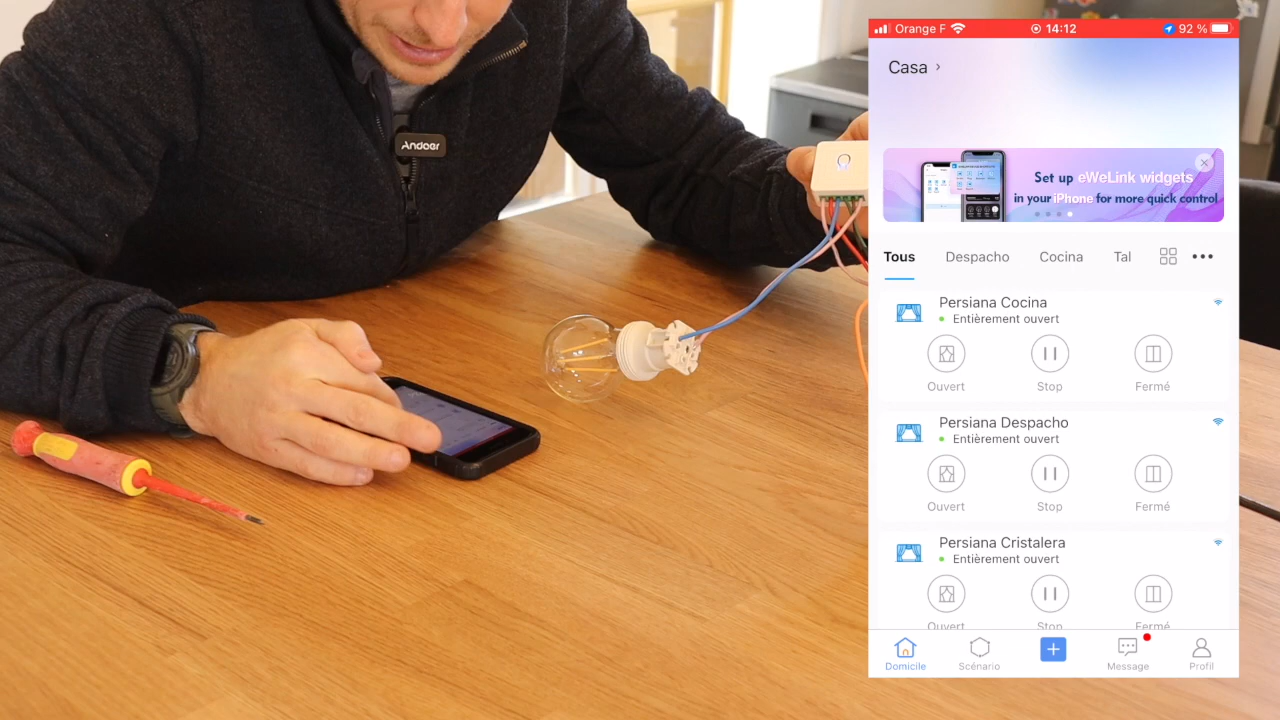 Andoer
Orange F 14:12 92 %
Casa ›
Set up eWeLink widgets
in your iPhone for more quick control
Tous Despacho Cocina Tal
Persiana Cocina
Entièrement ouvert
Ouvert Stop Fermé
Persiana Despacho
Entièrement ouvert
Ouvert Stop Fermé
Persiana Cristalera
Entièrement ouvert
Ouvert Stop Fermé
Domicile Scénario Message Profil